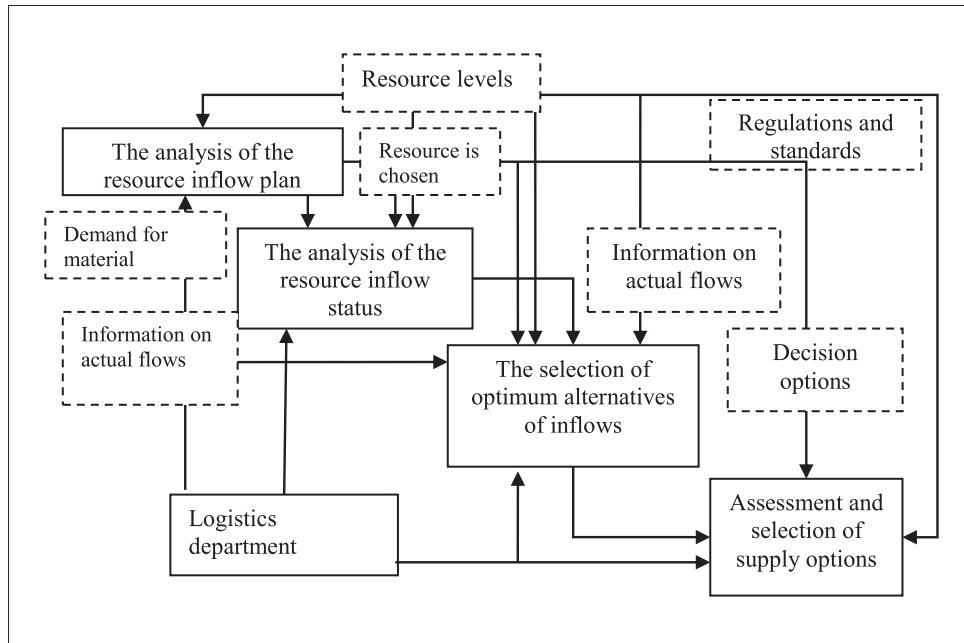 Resource levels
Regulations and
standards
The analysis of the
resource inflow plan
Resource is
chosen
Demand for
material
The analysis of the
resource inflow
status
Information on
actual flows
Information on
actual flows
The selection of
optimum alternatives
of inflows
Decision
options
Logistics
department
Assessment and
selection of
supply options